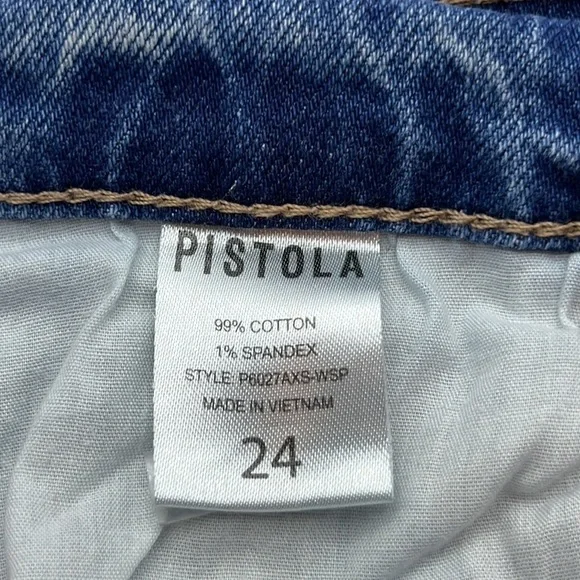 PISTOLA
99% COTTON
1% SPANDEX
STYLE: P6027AXS-WSP
MADE IN VIETNAM
24